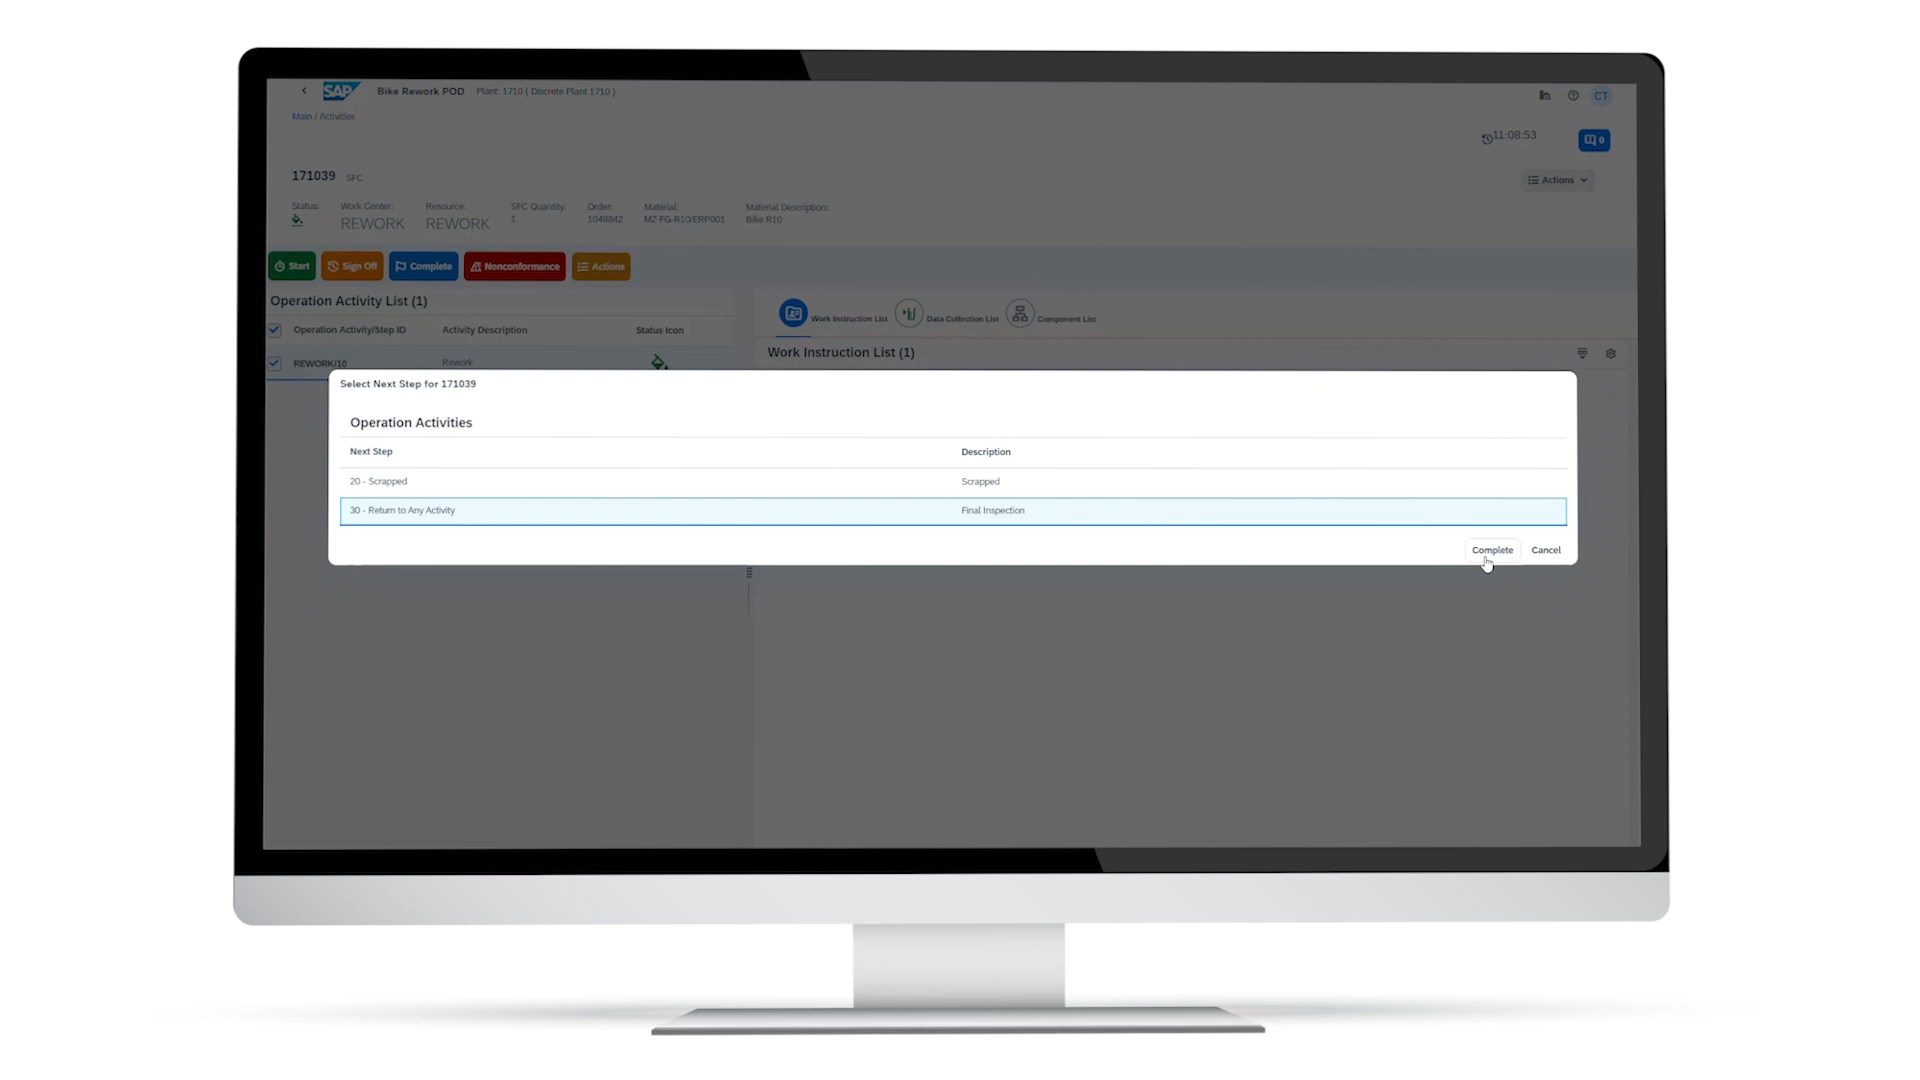 SAP Bike Rework POD Plant: 1710 ( Discrete Plant 1710 ) CT
Main / Activities
11:08:53 0
171039 SFC Actions
Status: Work Center: Resource: SFC Quantity: Order: Material: Material Description:
REWORK REWORK 1 1048842 MZ-FG-R10/ERP001 Bike R10
Start Sign Off Complete Nonconformance Actions
Operation Activity List (1)
Work Instruction List Data Collection List Component List
Operation Activity/Step ID Activity Description Status Icon
Work Instruction List (1)
REWORK/10 Rework
Select Next Step for 171039
Operation Activities
Next Step Description
20 - Scrapped Scrapped
30 - Return to Any Activity Final Inspection
Complete Cancel